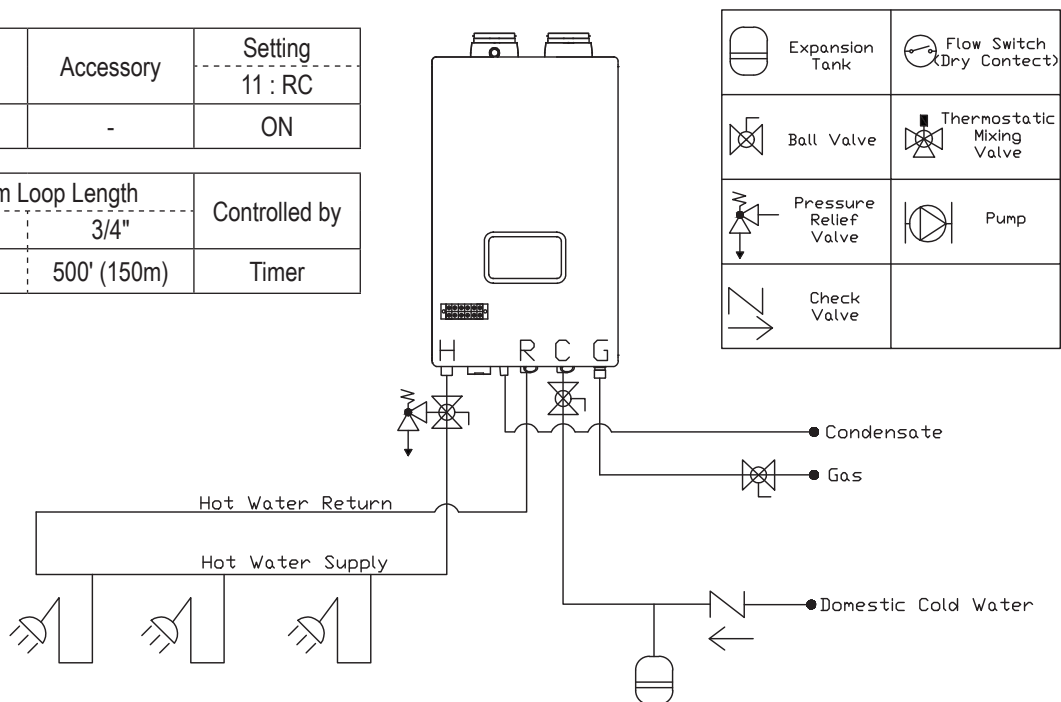 Accessory
Setting
11 : RC
-
ON
m Loop Length
Controlled by
3/4"
500' (150m)
Timer
Expansion
Tank
Flow Switch
(Dry Contect)
Ball Valve
Thermostatic
Mixing
Valve
Pressure
Relief
Valve
Pump
Check
Valve
H R C G
Condensate
Gas
Hot Water Return
Hot Water Supply
Domestic Cold Water